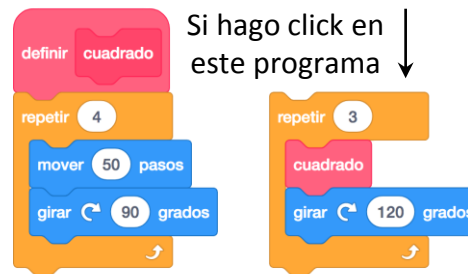 definir cuadrado
repetir 4
mover 50 pasos
girar 90 grados
Si hago click en
este programa
repetir 3
cuadrado
girar 120 grados